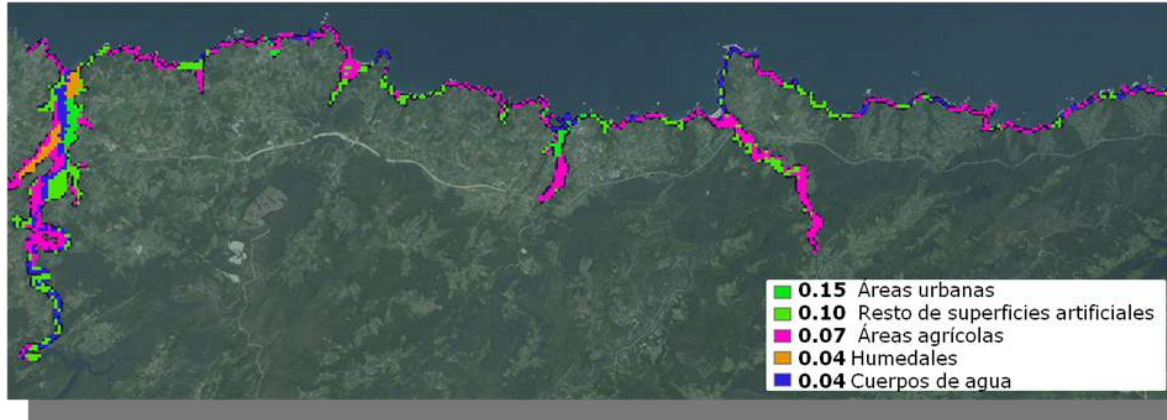 0.15 Áreas urbanas
0.10 Resto de superficies artificiales
0.07 Áreas agrícolas
0.04 Humedales
0.04 Cuerpos de agua